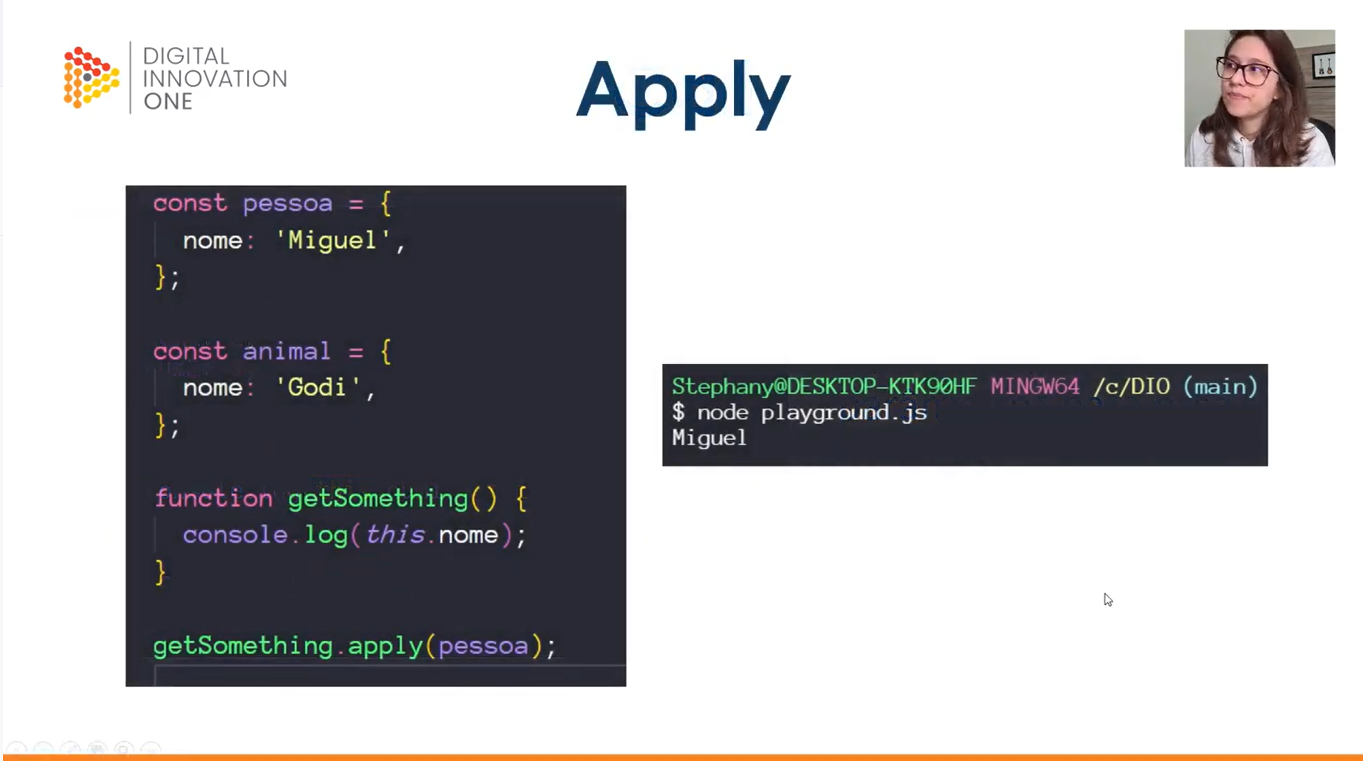 DIGITAL
INNOVATION
ONE
Apply
const pessoa = {
nome: 'Miguel',
};
const animal = {
nome: 'Godi',
};
function getSomething() {
console.log(this.nome);
}
getSomething.apply(pessoa);
Stephany@DESKTOP-KTK90HF MINGW64 /c/DIO (main)
$ node playground.js
Miguel